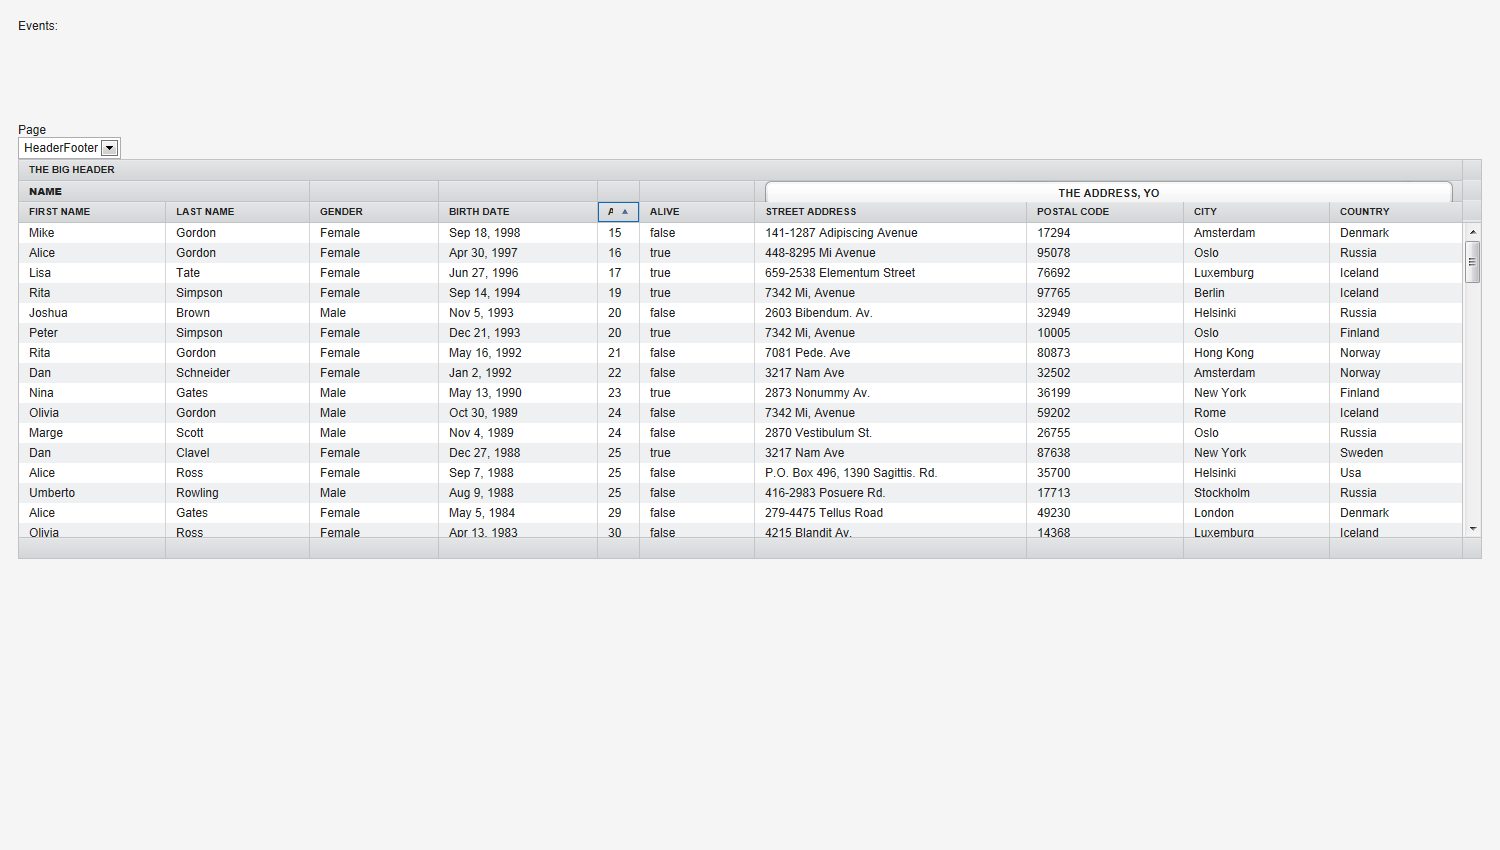 Events:
Page
HeaderFooter
THE BIG HEADER
NAME THE ADDRESS, YO
FIRST NAME LAST NAME GENDER BIRTH DATE ALIVE STREET ADDRESS POSTAL CODE CITY COUNTRY
Mike Gordon Female Sep 18, 1998 15 false 141-1287 Adipiscing Avenue 17294 Amsterdam Denmark
Alice Gordon Female Apr 30, 1997 16 true 448-8295 Mi Avenue 95078 Oslo Russia
Lisa Tate Female Jun 27, 1996 17 true 659-2538 Elementum Street 76692 Luxemburg Iceland
Rita Simpson Female Sep 14, 1994 19 true 7342 Mi, Avenue 97765 Berlin Iceland
Joshua Brown Male Nov 5, 1993 20 false 2603 Bibendum. Av. 32949 Helsinki Russia
Peter Simpson Female Dec 21, 1993 20 true 7342 Mi, Avenue 10005 Oslo Finland
Rita Gordon Female May 16, 1992 21 false 7081 Pede. Ave 80873 Hong Kong Norway
Dan Schneider Female Jan 2, 1992 22 false 3217 Nam Ave 32502 Amsterdam Norway
Nina Gates Male May 13, 1990 23 true 2873 Nonummy Av. 36199 New York Finland
Olivia Gordon Male Oct 30, 1989 24 false 7342 Mi, Avenue 59202 Rome Iceland
Marge Scott Male Nov 4, 1989 24 false 2870 Vestibulum St. 26755 Oslo Russia
Dan Clavel Female Dec 27, 1988 25 true 3217 Nam Ave 87638 New York Sweden
Alice Ross Female Sep 7, 1988 25 false P.O. Box 496, 1390 Sagittis. Rd. 35700 Helsinki Usa
Umberto Rowling Male Aug 9, 1988 25 false 416-2983 Posuere Rd. 17713 Stockholm Russia
Alice Gates Female May 5, 1984 29 false 279-4475 Tellus Road 49230 London Denmark
Olivia Ross Female Apr 13, 1983 30 false 4215 Blandit Av. 14368 Luxemburg Iceland